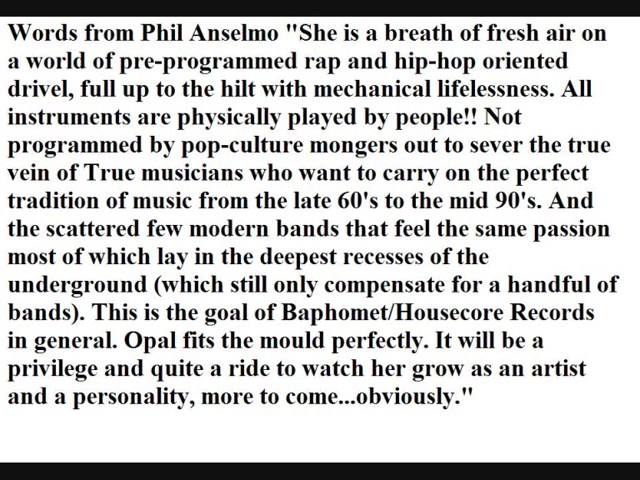 Words from Phil Anselmo "She is a breath of fresh air on
a world of pre-programmed rap and hip-hop oriented
drivel, full up to the hilt with mechanical lifelessness. All
instruments are physically played by people!! Not
programmed by pop-culture mongers out to sever the true
vein of True musicians who want to carry on the perfect
tradition of music from the late 60's to the mid 90's. And
the scattered few modern bands that feel the same passion
most of which lay in the deepest recesses of the
underground (which still only compensate for a handful of
bands). This is the goal of Baphomet/Housecore Records
in general. Opal fits the mould perfectly. It will be a
privilege and quite a ride to watch her grow as an artist
and a personality, more to come...obviously."